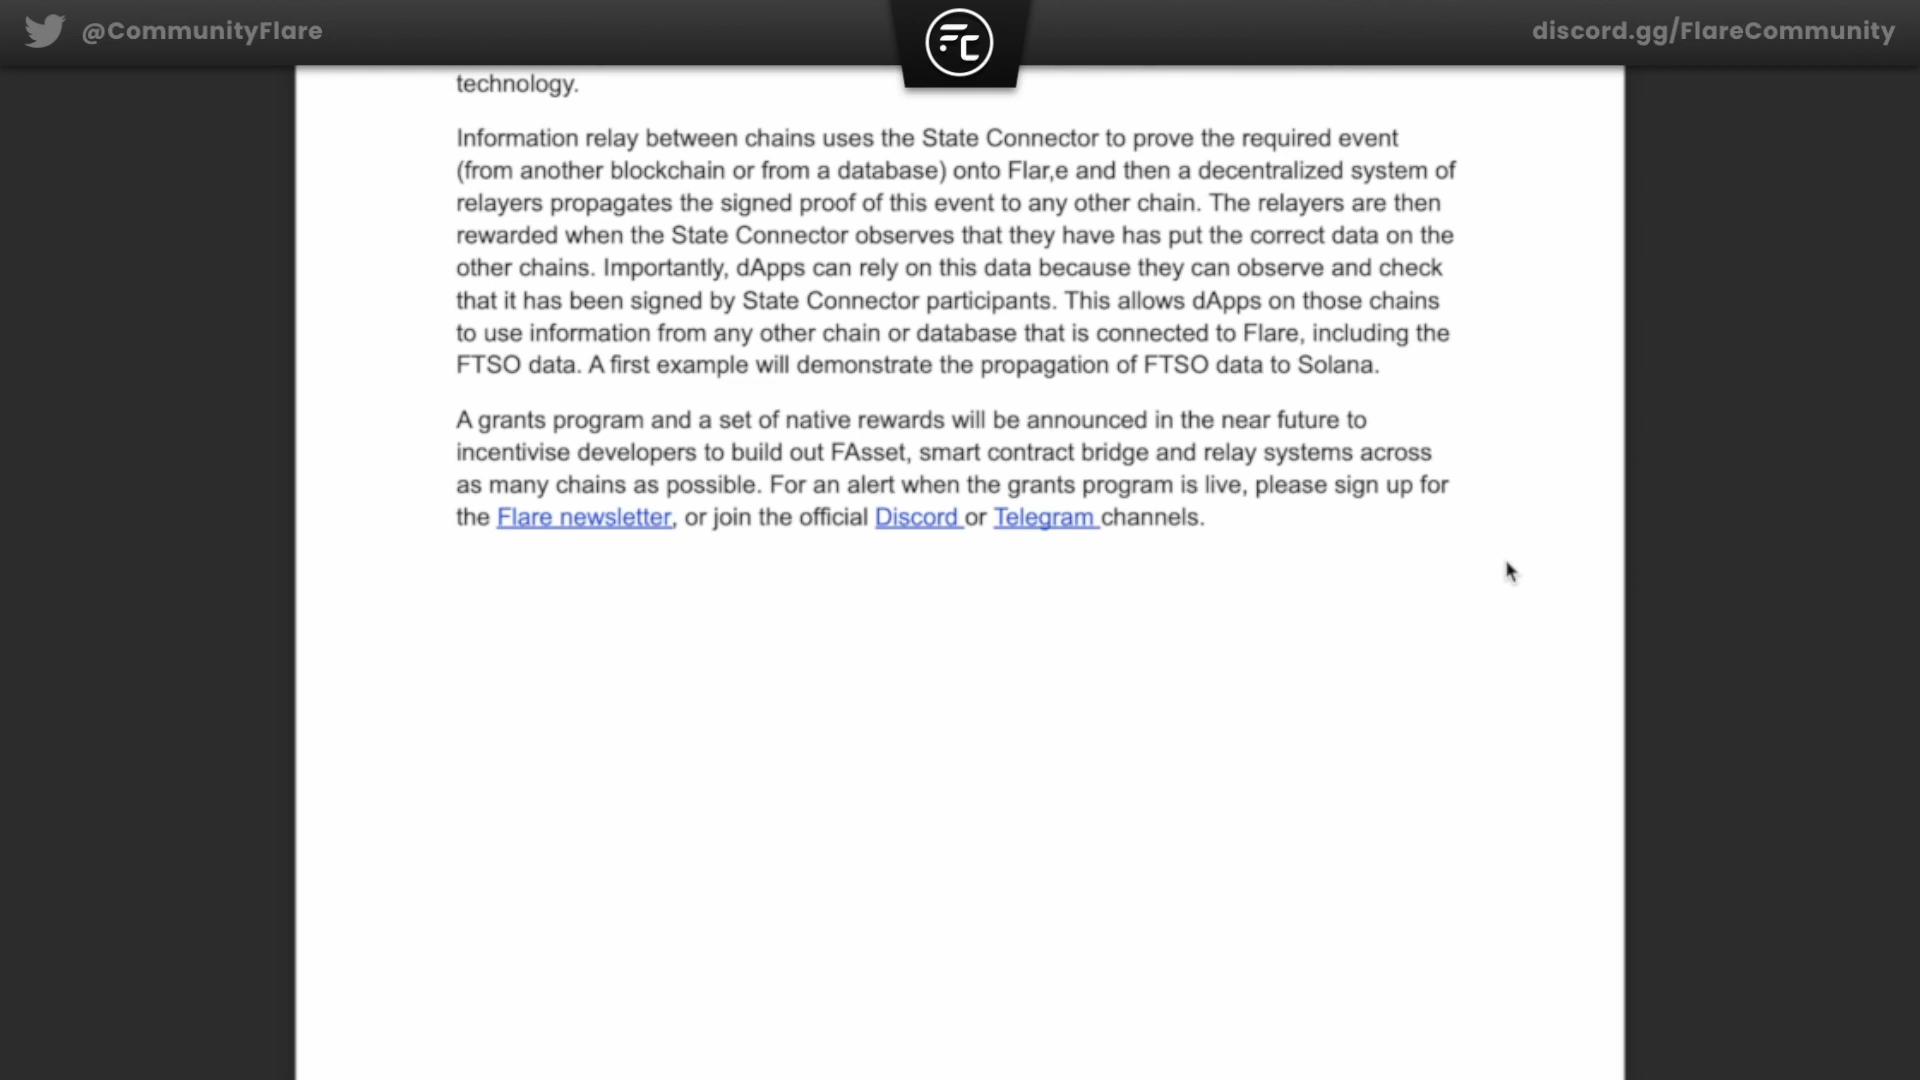 @CommunityFlare
FC
discord.gg/FlareCommunity
technology.
Information relay between chains uses the State Connector to prove the required event
(from another blockchain or from a database) onto Flar,e and then a decentralized system of
relayers propagates the signed proof of this event to any other chain. The relayers are then
rewarded when the State Connector observes that they have has put the correct data on the
other chains. Importantly, dApps can rely on this data because they can observe and check
that it has been signed by State Connector participants. This allows dApps on those chains
to use information from any other chain or database that is connected to Flare, including the
FTSO data. A first example will demonstrate the propagation of FTSO data to Solana.
A grants program and a set of native rewards will be announced in the near future to
incentivise developers to build out FAsset, smart contract bridge and relay systems across
as many chains as possible. For an alert when the grants program is live, please sign up for
the Flare newsletter, or join the official Discord or Telegram channels.